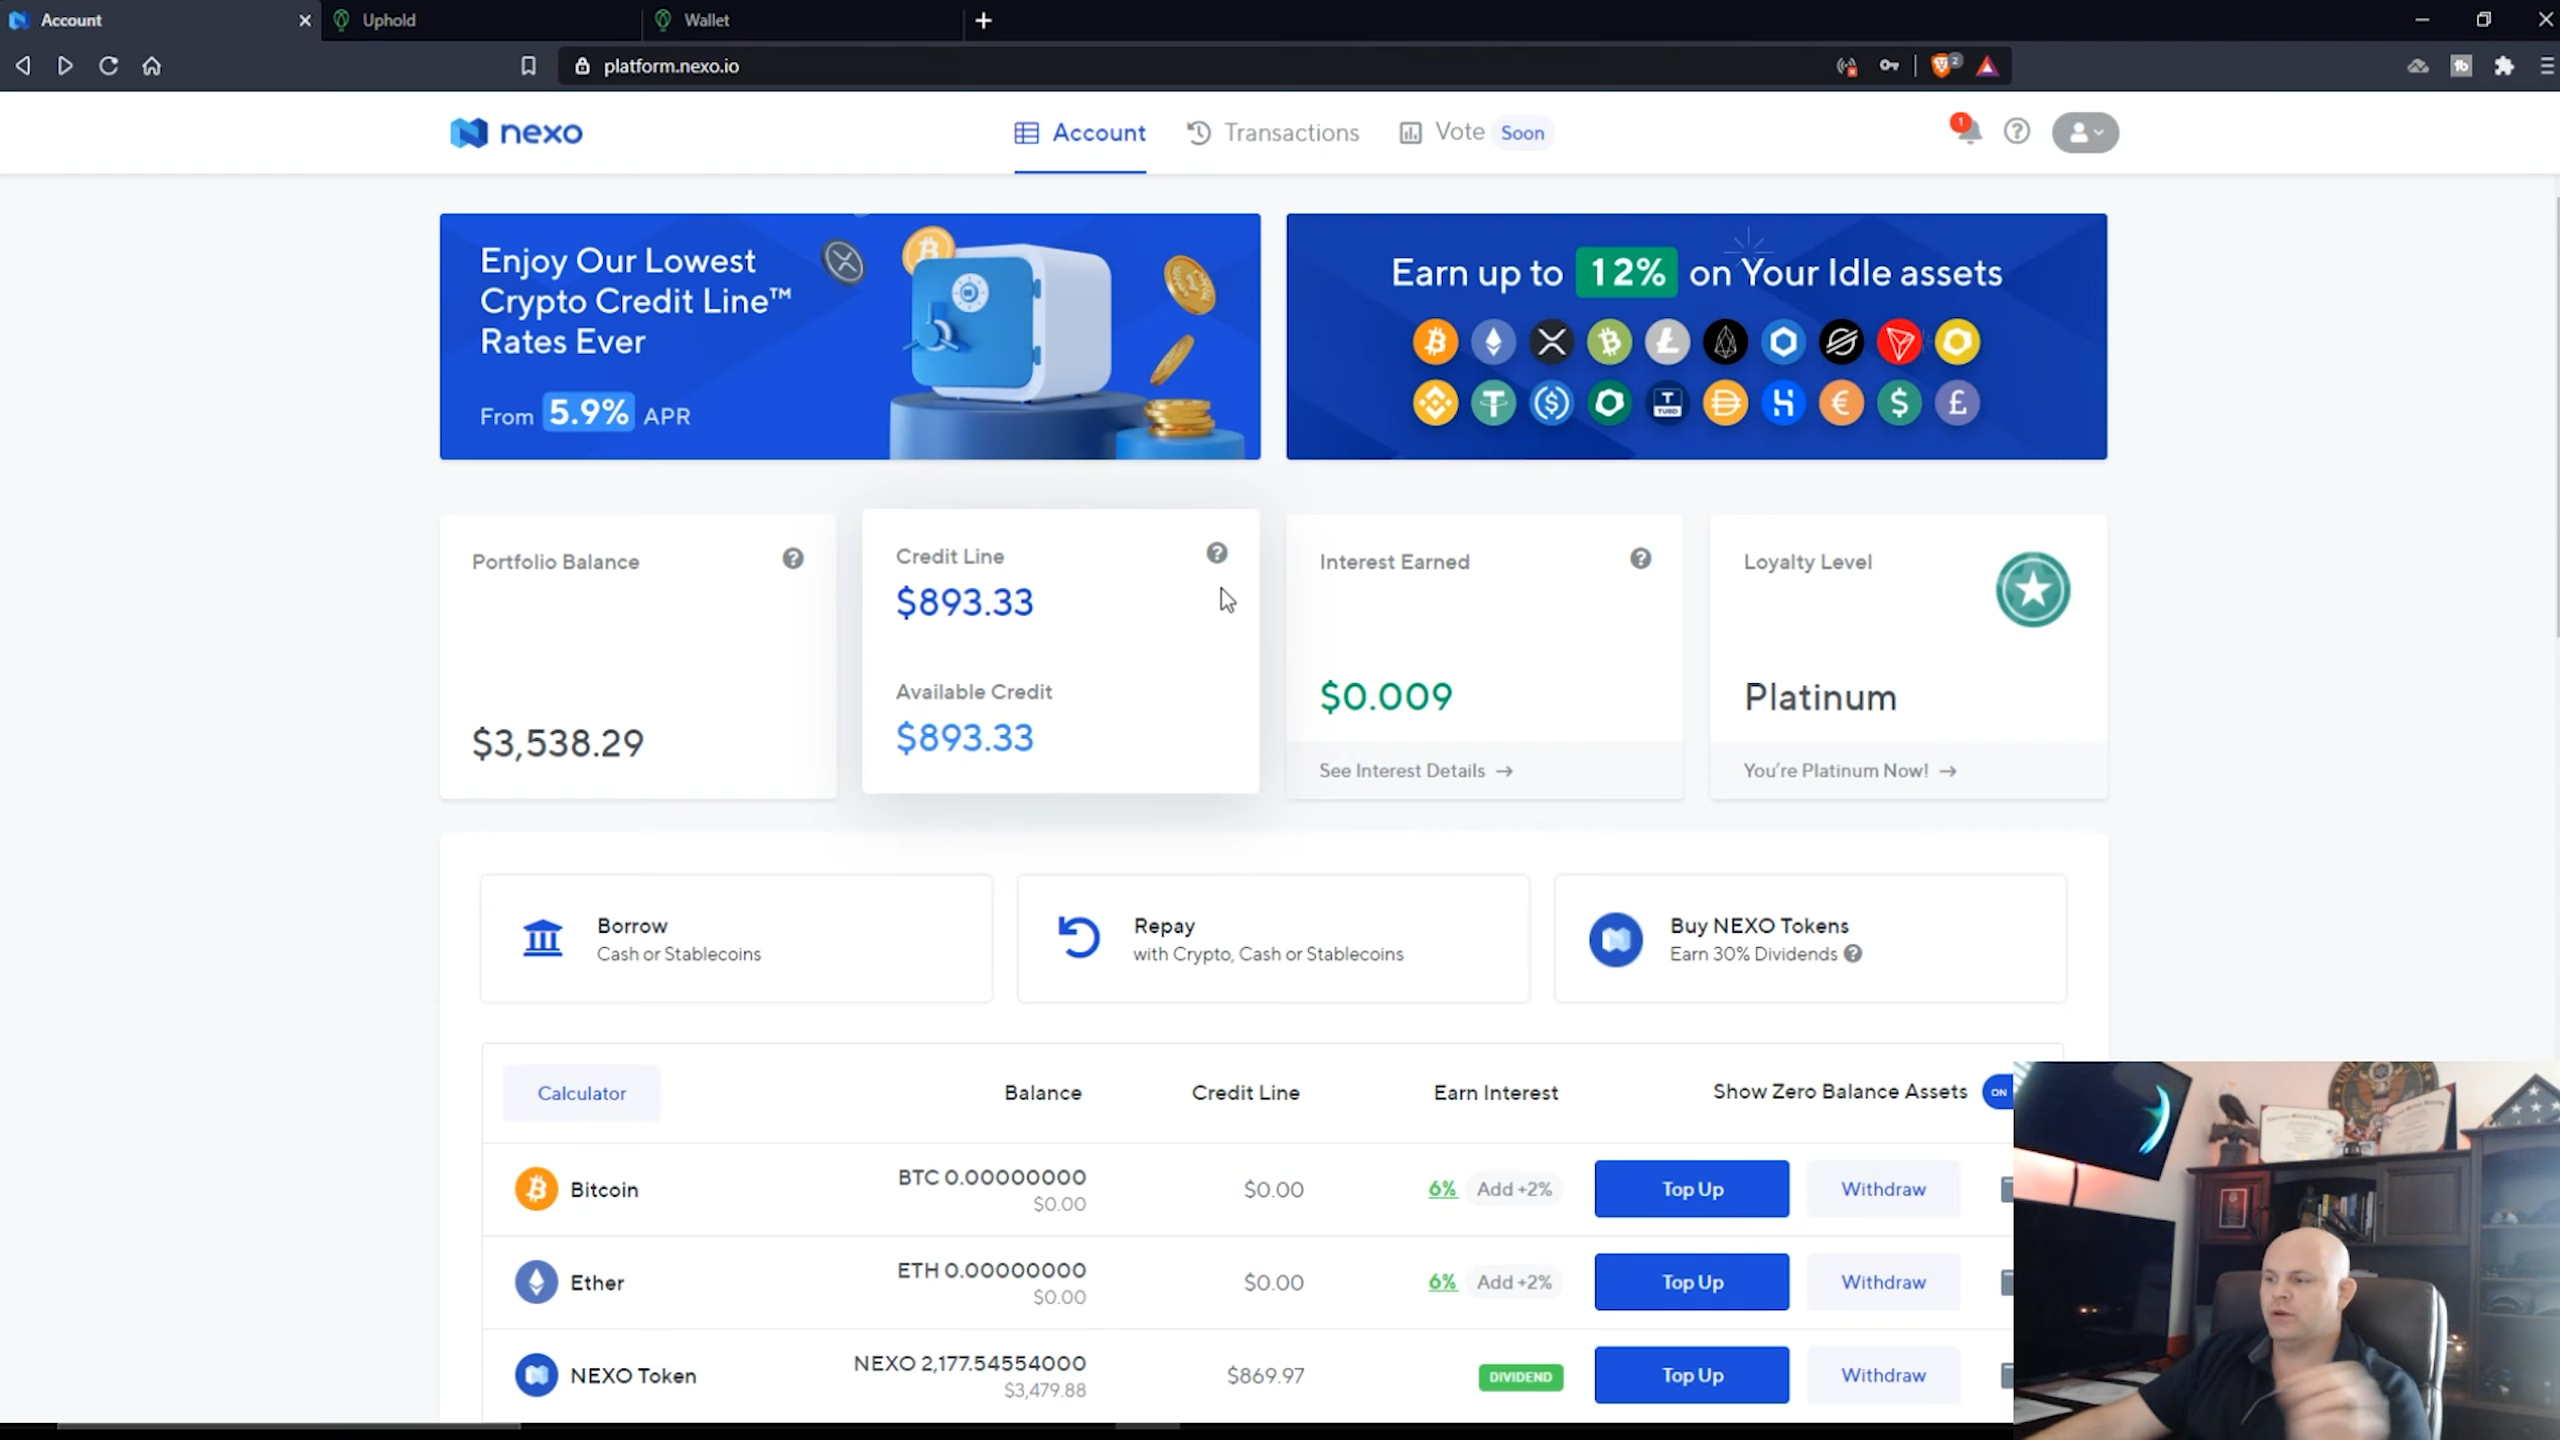 Account
Uphold
Wallet
platform.nexo.io
2
nexo
Account
Transactions
Vote Soon
1
Enjoy Our Lowest
Crypto Credit Line™
Rates Ever
From 5.9% APR
Earn up to 12% on Your Idle assets
Portfolio Balance
$3,538.29
Credit Line
$893.33
Available Credit
$893.33
Interest Earned
$0.009
See Interest Details →
Loyalty Level
Platinum
You're Platinum Now! →
Borrow
Cash or Stablecoins
Repay
with Crypto, Cash or Stablecoins
Buy NEXO Tokens
Earn 30% Dividends
Calculator
Balance
Credit Line
Earn Interest
Show Zero Balance Assets ON
Bitcoin
BTC 0.00000000
$0.00
$0.00
6% Add +2%
Top Up
Withdraw
Ether
ETH 0.00000000
$0.00
$0.00
6% Add +2%
Top Up
Withdraw
NEXO Token
NEXO 2,177.54554000
$3,479.88
$869.97
DIVIDEND
Top Up
Withdraw